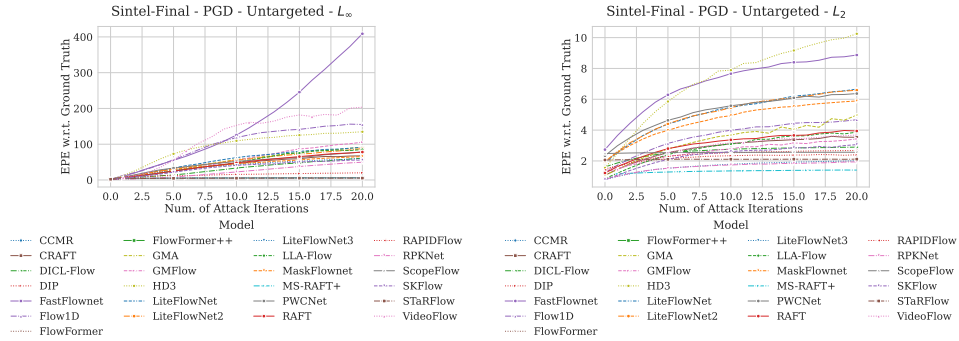 Sintel-Final - PGD - Untargeted - L∞
EPE w.r.t. Ground Truth
400
300
200
100
0
0.0 2.5 5.0 7.5 10.0 12.5 15.0 17.5 20.0
Num. of Attack Iterations
Model
CCMR FlowFormer++ LiteFlowNet3 RAPIDFlow
CRAFT GMA LLA-Flow RPKNet
DICL-Flow GMFlow MaskFlownet ScopeFlow
DIP HD3 MS-RAFT+ SKFlow
FastFlownet LiteFlowNet PWCNet STaRFlow
Flow1D LiteFlowNet2 RAFT VideoFlow
FlowFormer
Sintel-Final - PGD - Untargeted - L2
EPE w.r.t. Ground Truth
10
8
6
4
2
0.0 2.5 5.0 7.5 10.0 12.5 15.0 17.5 20.0
Num. of Attack Iterations
Model
CCMR FlowFormer++ LiteFlowNet3 RAPIDFlow
CRAFT GMA LLA-Flow RPKNet
DICL-Flow GMFlow MaskFlownet ScopeFlow
DIP HD3 MS-RAFT+ SKFlow
FastFlownet LiteFlowNet PWCNet STaRFlow
Flow1D LiteFlowNet2 RAFT VideoFlow
FlowFormer